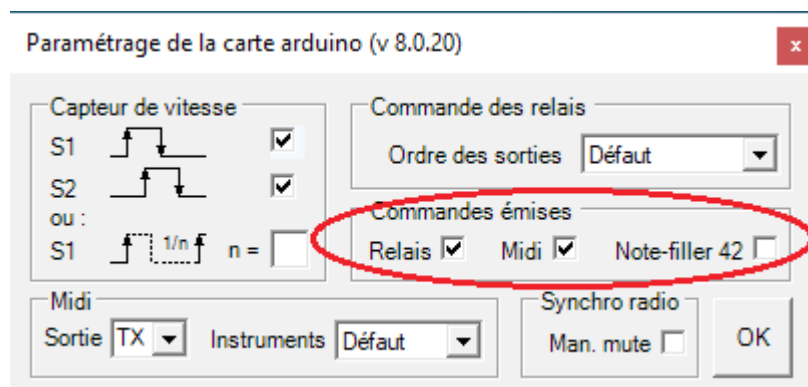 Paramétrage de la carte arduino (v 8.0.20)
x
Capteur de vitesse
S1
S2
ou :
S1 1/n n =
Commande des relais
Ordre des sorties Défaut
Commandes émises
Relais Midi Note-filler 42
Midi
Sortie TX Instruments Défaut
Synchro radio
Man. mute
OK